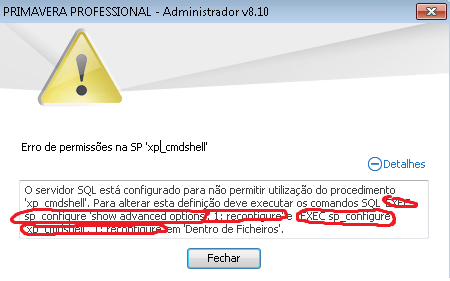 PRIMAVERA PROFESSIONAL - Administrador v8.10
Erro de permissões na SP 'xp_cmdshell'
Detalhes
O servidor SQL está configurado para não permitir utilização do procedimento
'xp_cmdshell'. Para alterar esta definição deve executar os comandos SQL 'EXEC
sp_configure 'show advanced options', 1; reconfigure' e 'EXEC sp_configure
'xp_cmdshell', 1; reconfigure' em 'Dentro de Ficheiros'.
Fechar